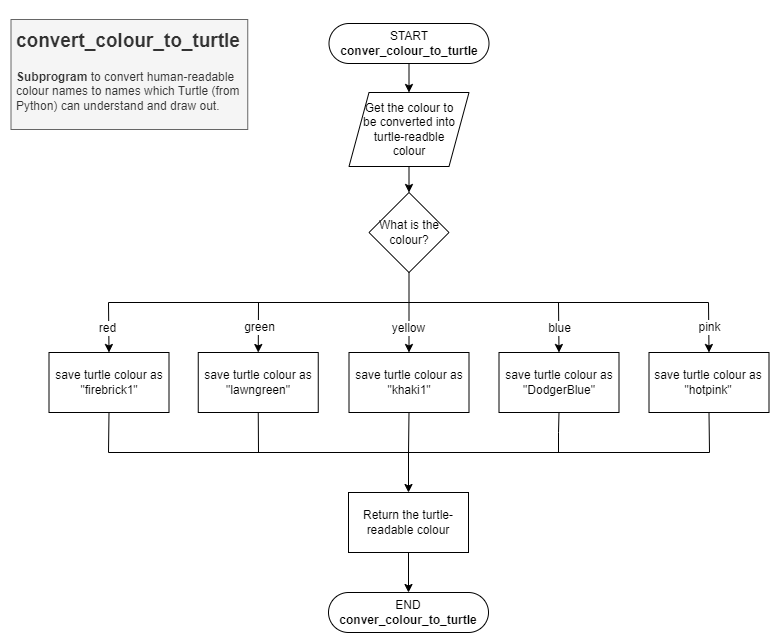 convert_colour_to_turtle
Subprogram to convert human-readable
colour names to names which Turtle (from
Python) can understand and draw out.
START
conver_colour_to_turtle
Get the colour to
be converted into
turtle-readble
colour
What is the
colour?
red
green
yellow
blue
pink
save turtle colour as
"firebrick1"
save turtle colour as
"lawngreen"
save turtle colour as
"khaki1"
save turtle colour as
"DodgerBlue"
save turtle colour as
"hotpink"
Return the turtle-
readable colour
END
conver_colour_to_turtle